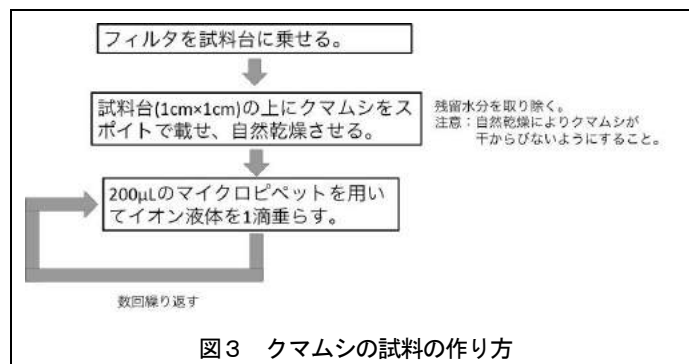 フィルタを試料台に乗せる。
試料台(1cm×1cm)の上にクマムシをス
ポイトで載せ、自然乾燥させる。
残留水分を取り除く。
注意：自然乾燥によりクマムシが
干からびないようにすること。
200μLのマイクロピペットを用い
てイオン液体を1滴垂らす。
数回繰り返す
図３　クマムシの試料の作り方